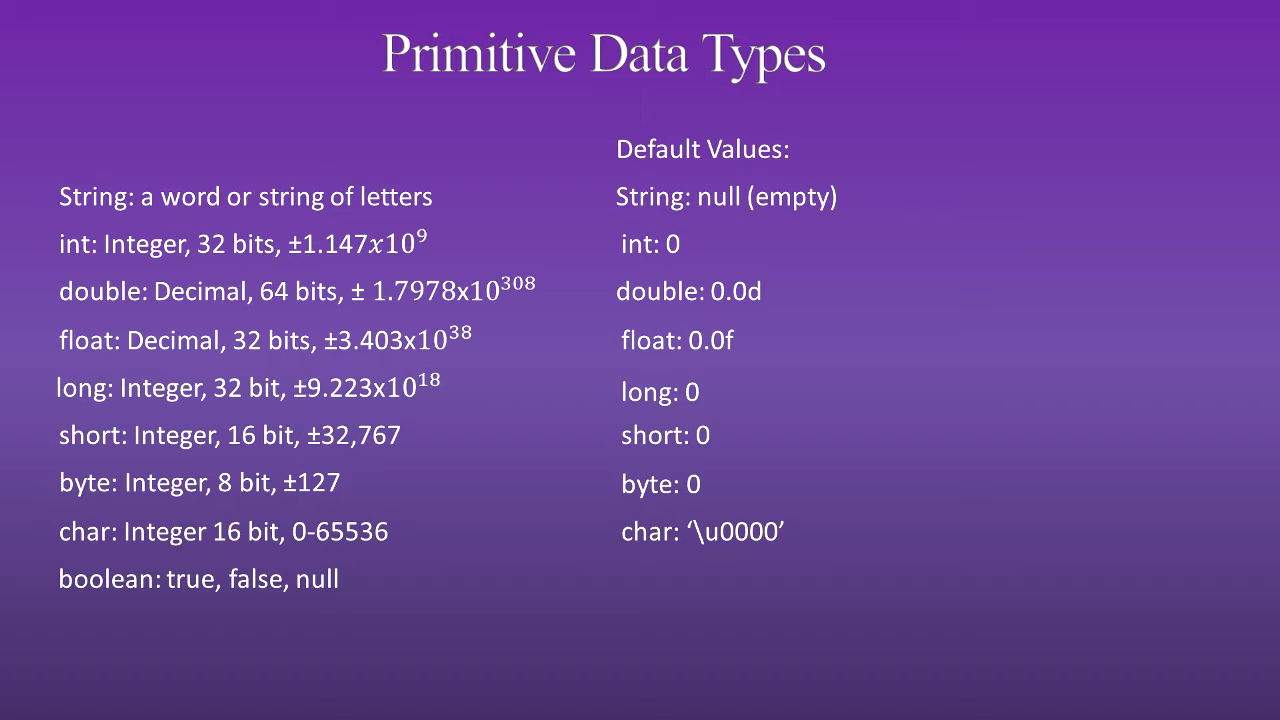 Primitive Data Types
String: a word or string of letters
int: Integer, 32 bits, ±1.147𝑥10⁹
double: Decimal, 64 bits, ± 1.7978x10³⁰⁸
float: Decimal, 32 bits, ±3.403x10³⁸
long: Integer, 32 bit, ±9.223x10¹⁸
short: Integer, 16 bit, ±32,767
byte: Integer, 8 bit, ±127
char: Integer 16 bit, 0-65536
boolean: true, false, null
Default Values:
String: null (empty)
int: 0
double: 0.0d
float: 0.0f
long: 0
short: 0
byte: 0
char: ‘\u0000’